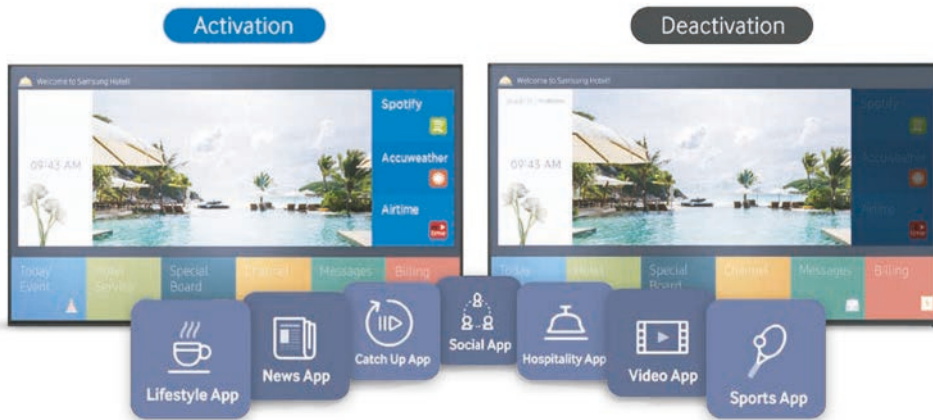 Activation
Deactivation
Welcome to Samsung Hotel!
Spotify
09:43 AM
Accuweather
Airtime
Today
Event
Hotel
Service
Special
Board
Channel
Messages
Billing
Welcome to Samsung Hotel!
Spotify
09:43 AM
Accuweather
Airtime
Today
Hotel
Special
Board
Channel
Messages
Billing
Lifestyle App
News App
Catch Up App
Social App
Hospitality App
Video App
Sports App